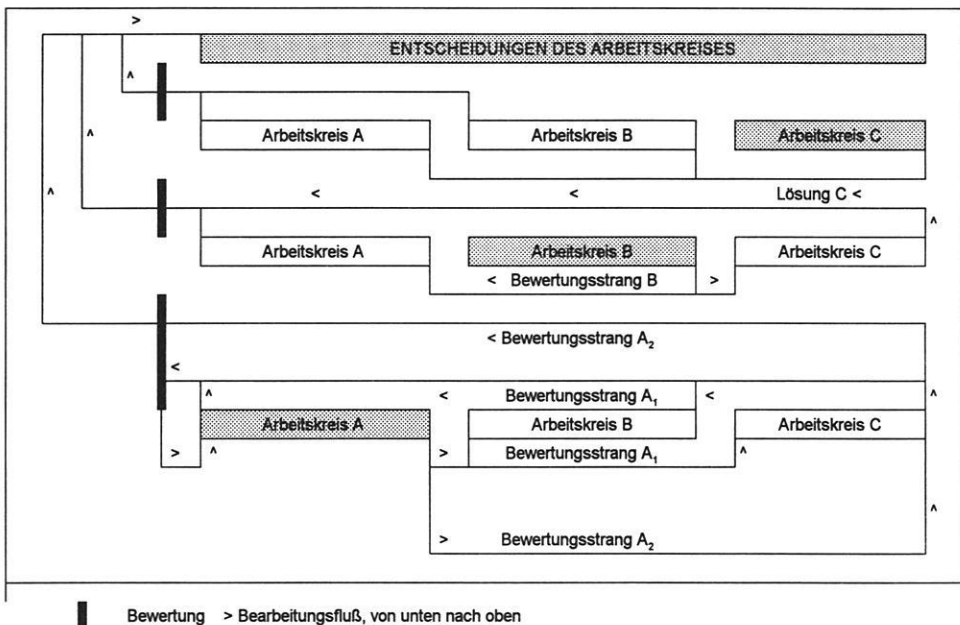 >
ENTSCHEIDUNGEN DES ARBEITSKREISES
^
Arbeitskreis A Arbeitskreis B Arbeitskreis C
^
^ < < Lösung C <
^
Arbeitskreis A Arbeitskreis B Arbeitskreis C
< Bewertungsstrang B >
< Bewertungsstrang A₂
<
^ < Bewertungsstrang A₁ < ^
Arbeitskreis A Arbeitskreis B Arbeitskreis C
> ^ > Bewertungsstrang A₁ ^
^
> Bewertungsstrang A₂
Bewertung > Bearbeitungsfluß, von unten nach oben